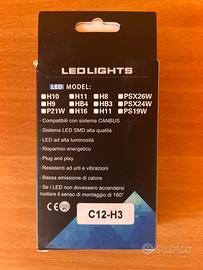 LEDLIGHTS
LED MODEL:
H10 H11 H8 PSX26W
H9 HB4 HB3 PSX24W
P21W H16 H11 PS19W
-Compatibili con sistema CANBUS
-Sistema LED SMD alta qualità
-LED ad alta luminosità
-Risparmio energetico
-Plug and play
-Resistenti ad urti e vibrazioni
-Bassa emissione di calore
-Se i LED non dovessero accendersi
ruotare il senso di montaggio di 180°
CE
C12-H3
subito